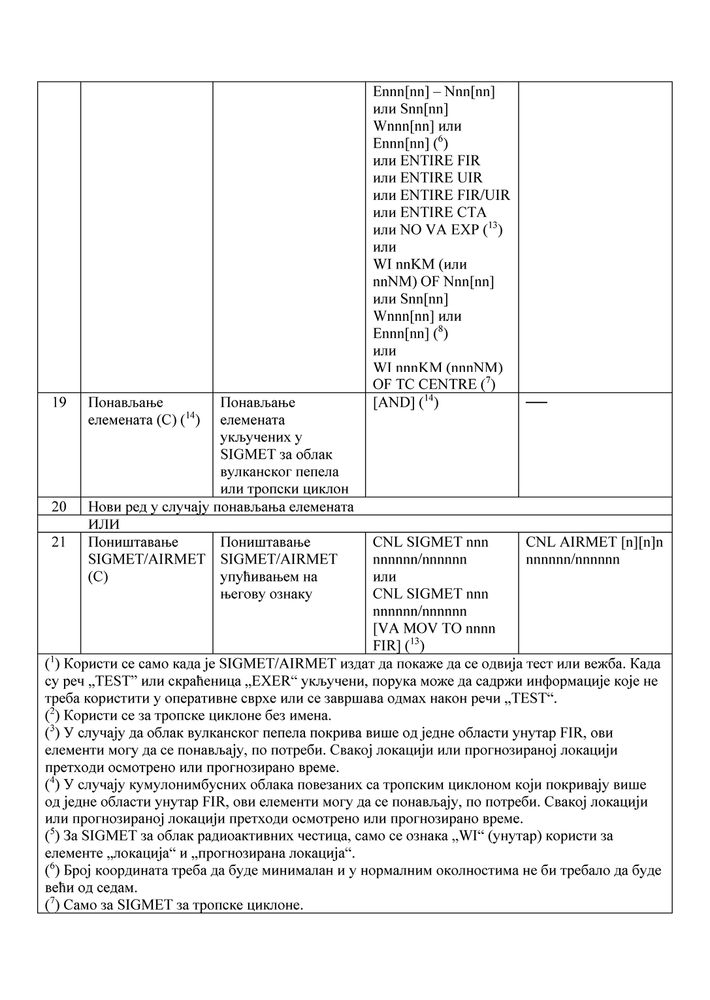 Ennn[nn] – Nnn[nn]
или Snn[nn]
Wnnn[nn] или
Ennn[nn] (6)
или ENTIRE FIR
или ENTIRE UIR
или ENTIRE FIR/UIR
или ENTIRE CTA
или NO VA EXP (13)
или
WI nnKM (или
nnNM) OF Nnn[nn]
или Snn[nn]
Wnnn[nn] или
Ennn[nn] (8)
или
WI nnnKM (nnnNM)
OF TC CENTRE (7)
19
Понављање
елемената (C) (14)
Понављање
елемената
укључених у
SIGMET за облак
вулканског пепела
или тропски циклон
[AND] (14)
—
20 Нови ред у случају понављања елемената
ИЛИ
21
Поништавање
SIGMET/AIRMET
(C)
Поништавање
SIGMET/AIRMET
упућивањем на
његову ознаку
CNL SIGMET nnn
nnnnnn/nnnnnn
или
CNL SIGMET nnn
nnnnnn/nnnnnn
[VA MOV TO nnnn
FIR] (13)
CNL AIRMET [n][n]n
nnnnnn/nnnnnn
(1) Користи се само када је SIGMET/AIRMET издат да покаже да се одвија тест или вежба. Када
су реч „TEST” или скраћеница „EXER“ укључени, порука може да садржи информације које не
треба користити у оперативне сврхе или се завршава одмах након речи „TEST“.
(2) Користи се за тропске циклоне без имена.
(3) У случају да облак вулканског пепела покрива више од једне области унутар FIR, ови
елементи могу да се понављају, по потреби. Свакој локацији или прогнозираној локацији
претходи осмотрено или прогнозирано време.
(4) У случају кумулонимбусних облака повезаних са тропским циклоном који покривају више
од једне области унутар FIR, ови елементи могу да се понављају, по потреби. Свакој локацији
или прогнозираној локацији претходи осмотрено или прогнозирано време.
(5) За SIGMET за облак радиоактивних честица, само се ознака „WI“ (унутар) користи за
елементе „локација“ и „прогнозирана локација“.
(6) Број координата треба да буде минималан и у нормалним околностима не би требало да буде
већи од седам.
(7) Само за SIGMET за тропске циклоне.